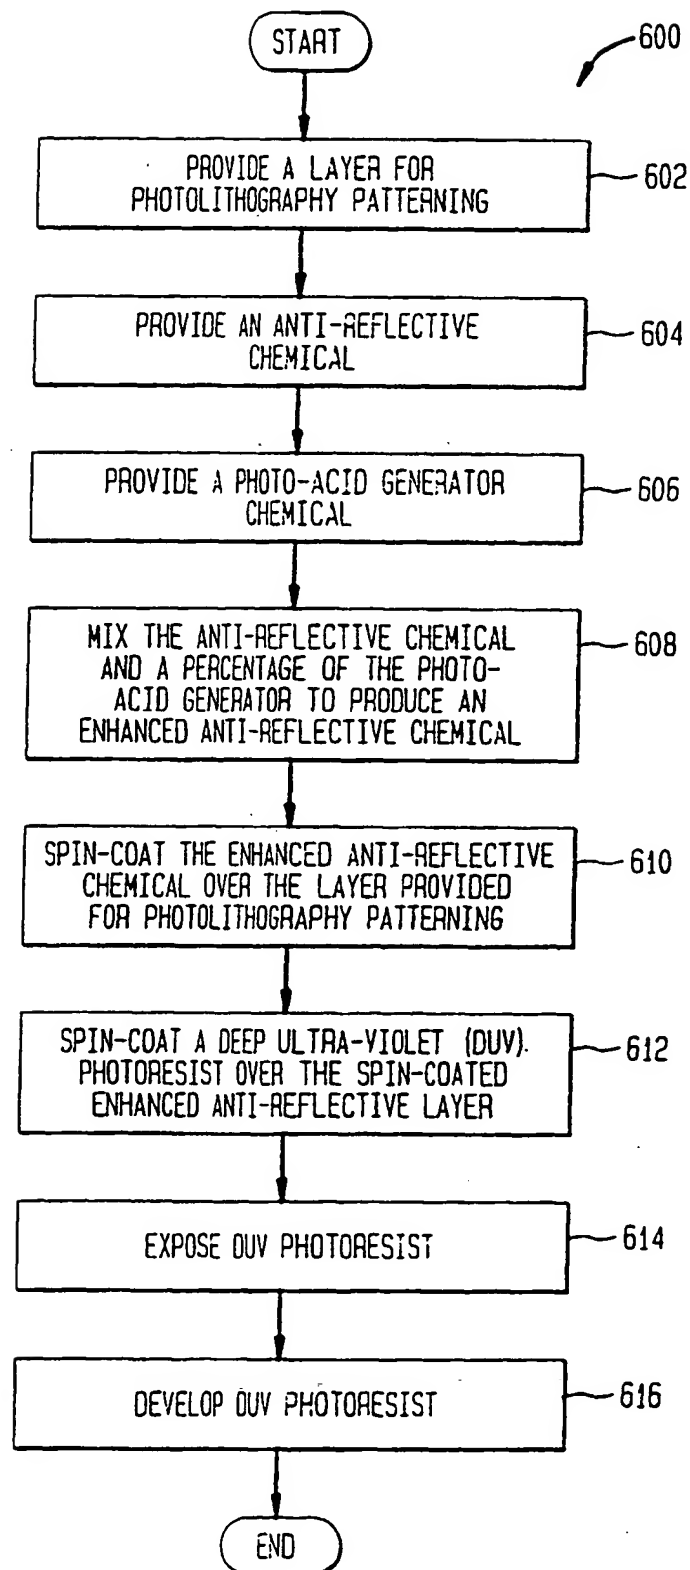 START
600
PROVIDE A LAYER FOR
PHOTOLITHOGRAPHY PATTERNING
602
PROVIDE AN ANTI-REFLECTIVE
CHEMICAL
604
PROVIDE A PHOTO-ACID GENERATOR
CHEMICAL
606
MIX THE ANTI-REFLECTIVE CHEMICAL
AND A PERCENTAGE OF THE PHOTO-
ACID GENERATOR TO PRODUCE AN
ENHANCED ANTI-REFLECTIVE CHEMICAL
608
SPIN-COAT THE ENHANCED ANTI-REFLECTIVE
CHEMICAL OVER THE LAYER PROVIDED
FOR PHOTOLITHOGRAPHY PATTERNING
610
SPIN-COAT A DEEP ULTRA-VIOLET (DUV).
PHOTORESIST OVER THE SPIN-COATED
ENHANCED ANTI-REFLECTIVE LAYER
612
EXPOSE DUV PHOTORESIST
614
DEVELOP DUV PHOTORESIST
616
END